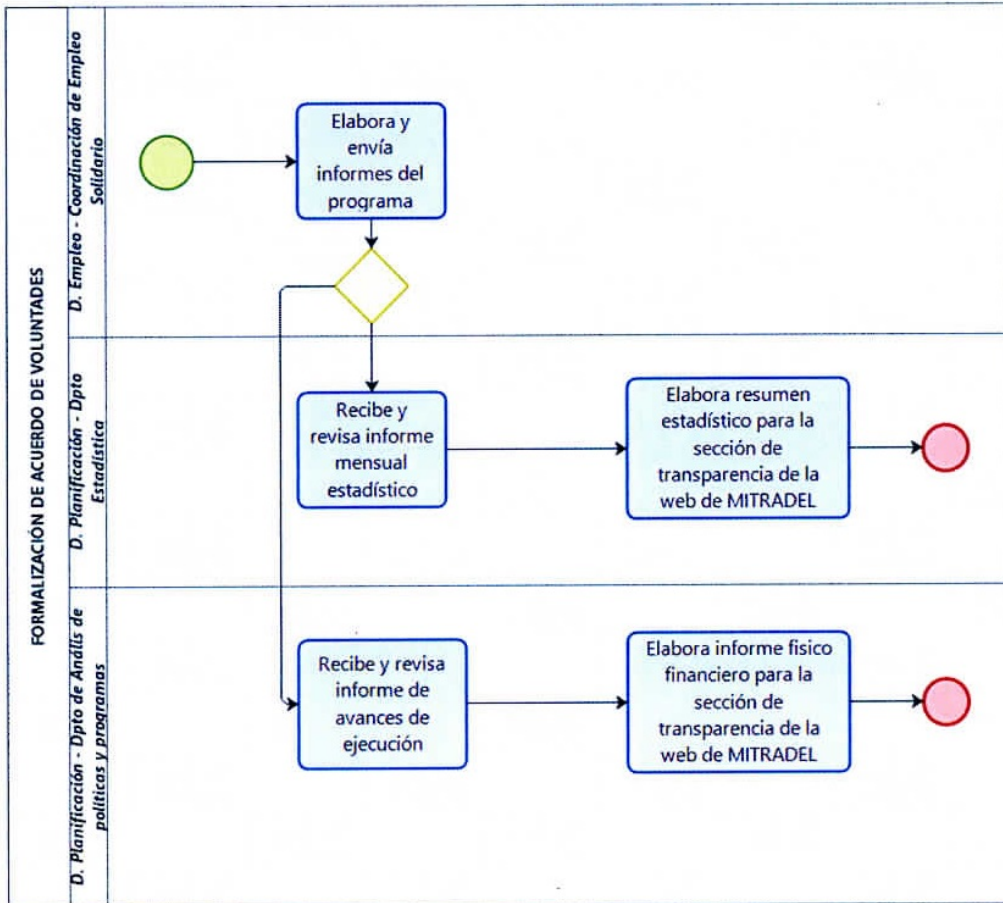 FORMALIZACIÓN DE ACUERDO DE VOLUNTADES
D. Empleo - Coordinación de Empleo
Solidario
Elabora y
envía
informes del
programa
D. Planificación - Dpto
Estadística
Recibe y
revisa informe
mensual
estadístico
Elabora resumen
estadístico para la
sección de
transparencia de la
web de MITRADEL
D. Planificación - Dpto de Anális de
políticas y programas
Recibe y revisa
informe de
avances de
ejecución
Elabora informe fisico
financiero para la
sección de
transparencia de la
web de MITRADEL